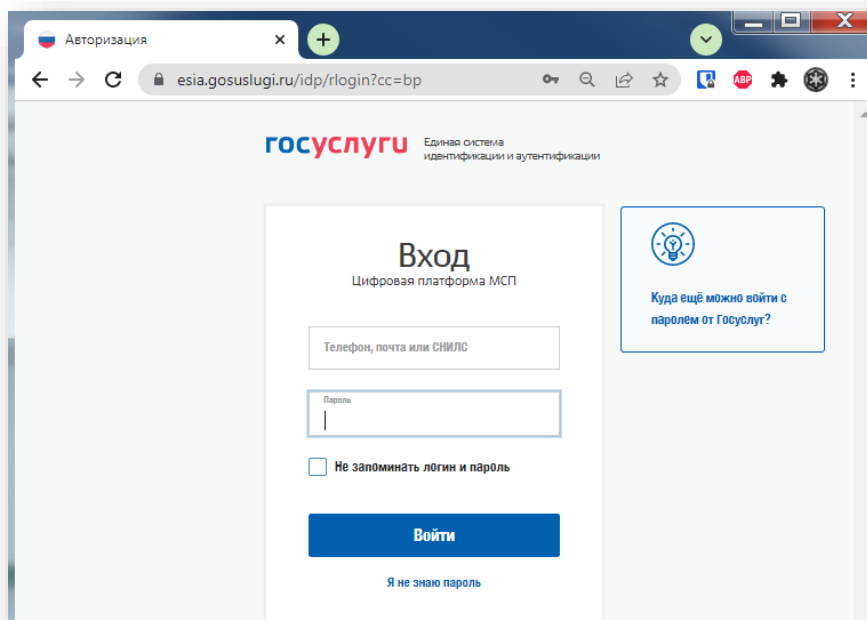 Авторизация
esia.gosuslugi.ru/idp/rlogin?cc=bp
ABP
госуслуги
Единая система
идентификации и аутентификации
Вход
Цифровая платформа МСП
Телефон, почта или СНИЛС
Пароль
Не запоминать логин и пароль
Войти
Я не знаю пароль
Куда ещё можно войти с
паролем от Госуслуг?